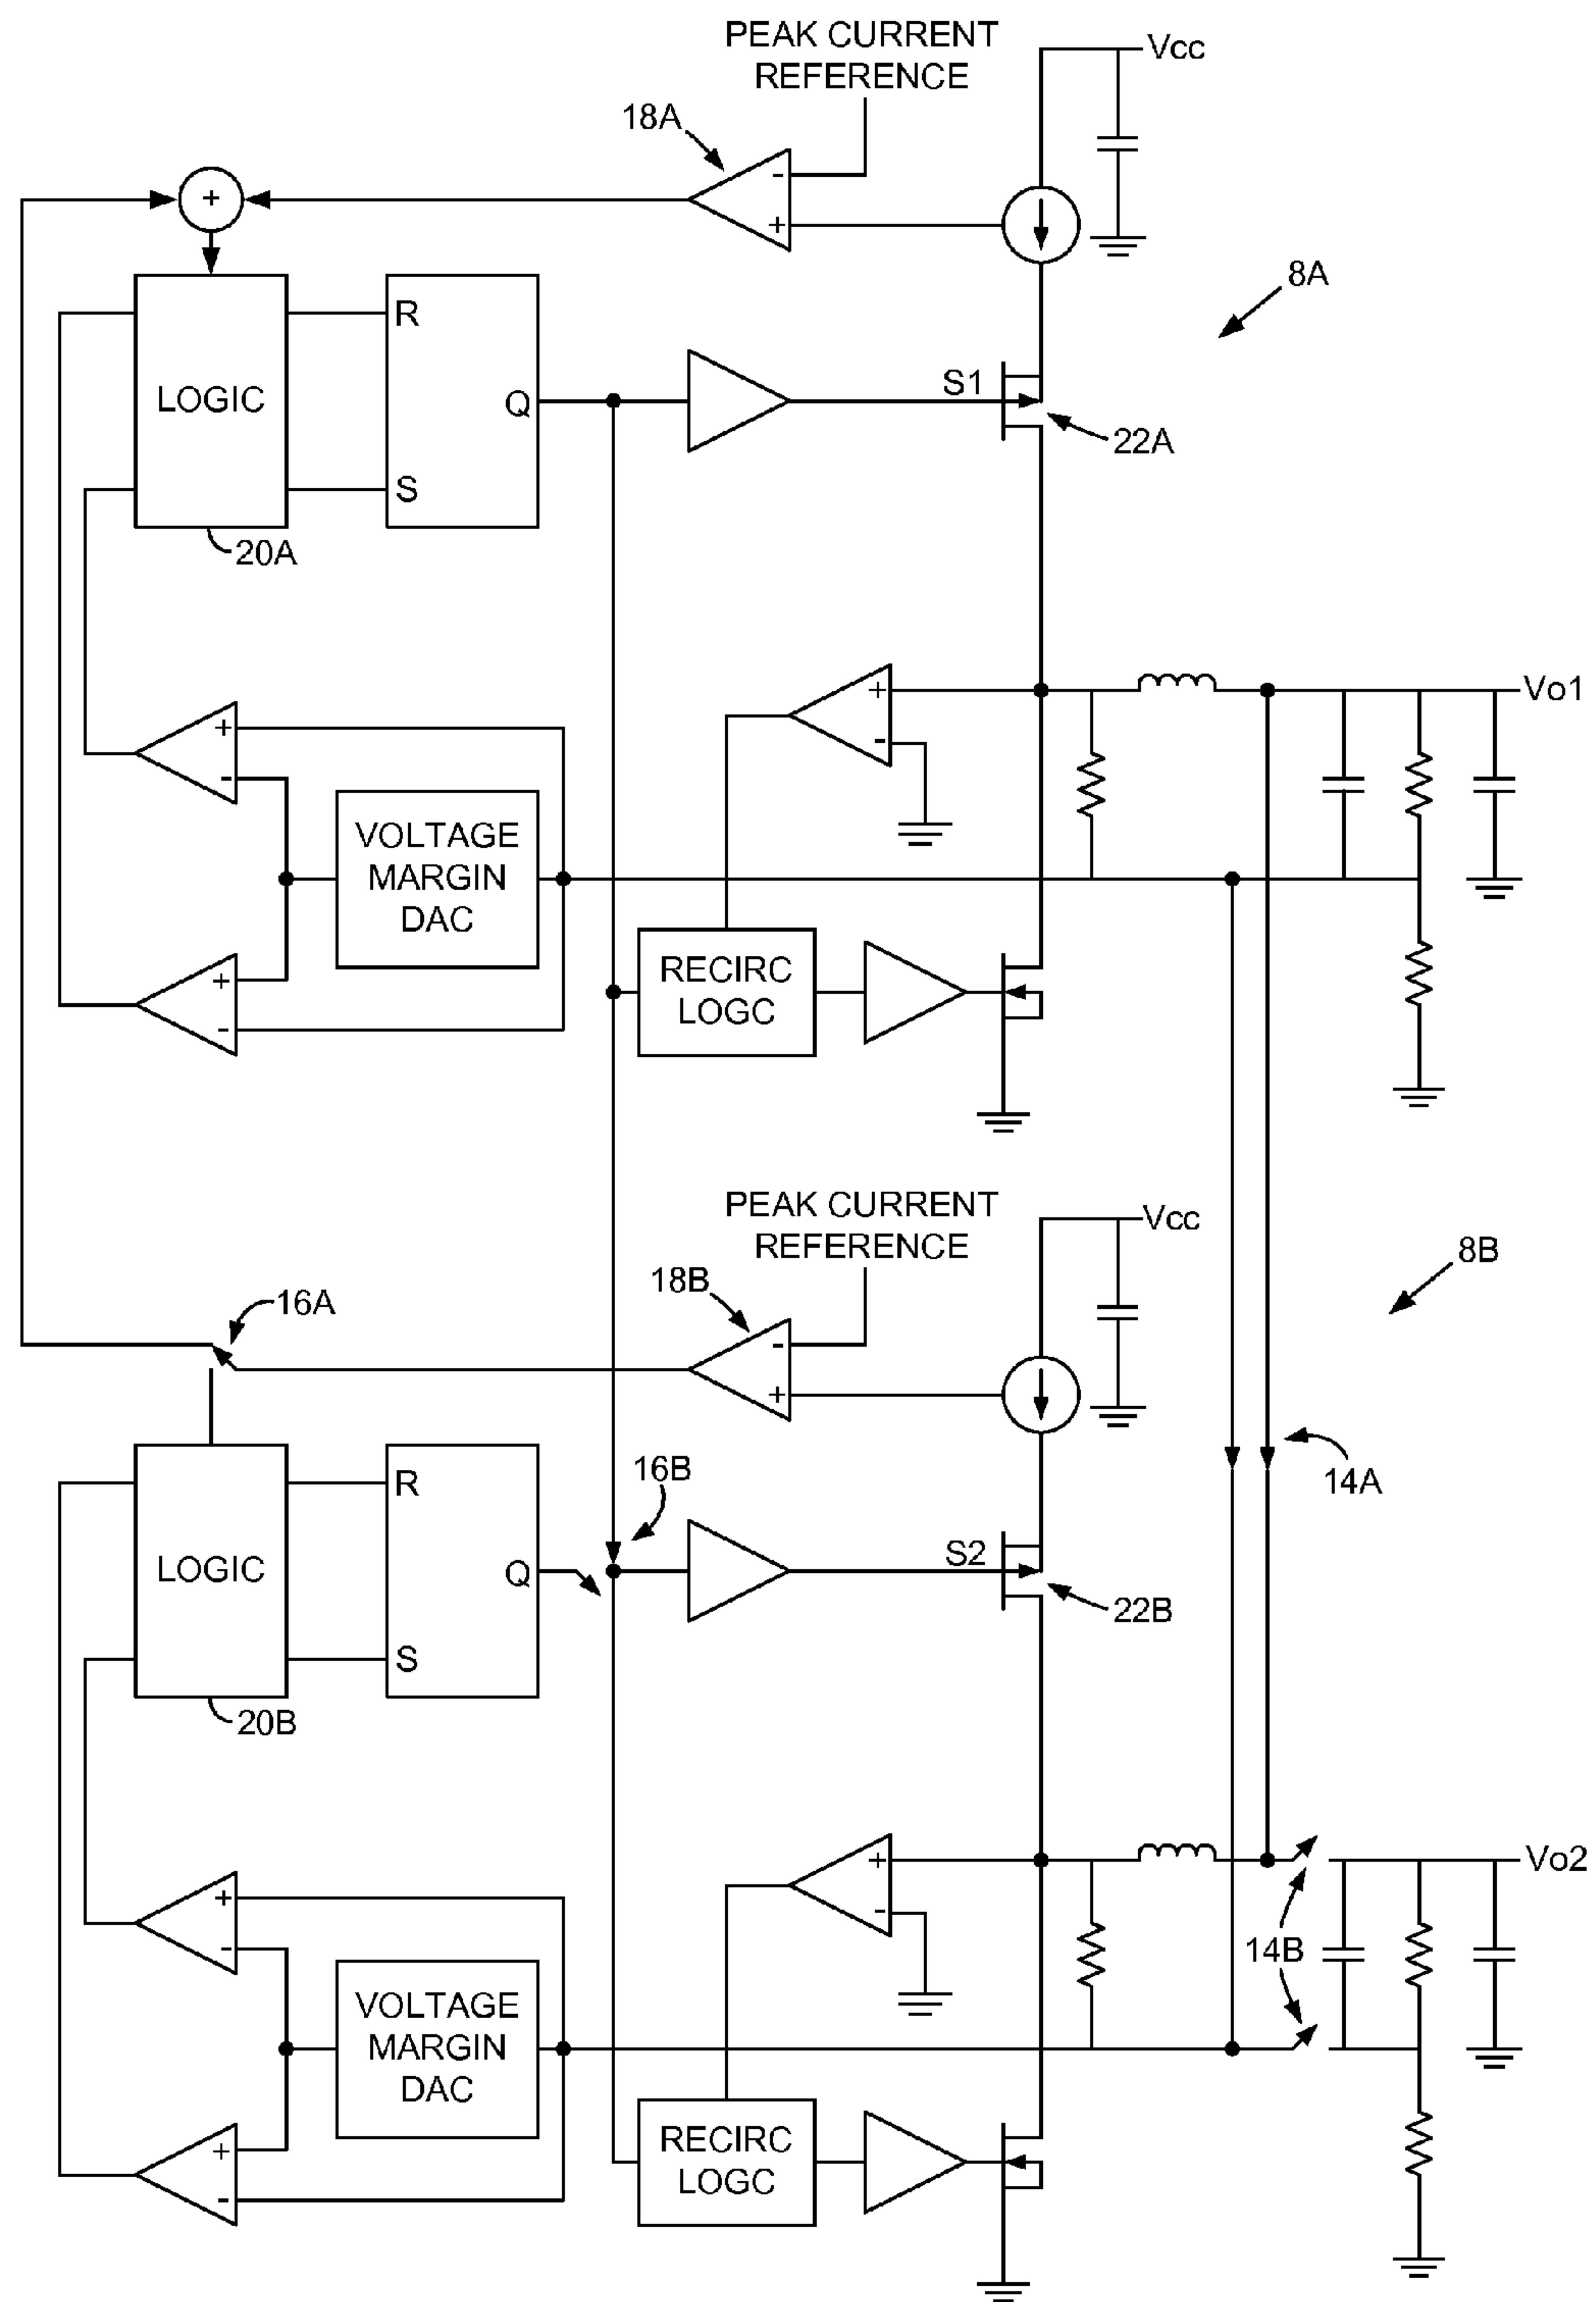 PEAK CURRENT
REFERENCE
Vcc
18A
-
+
+
8A
LOGIC
R
Q
S
20A
S1
22A
+
-
Vo1
+
-
VOLTAGE
MARGIN
DAC
+
-
RECIRC
LOGC
PEAK CURRENT
REFERENCE
Vcc
8B
18B
16A
-
+
14A
16B
LOGIC
R
Q
S
20B
S2
22B
+
-
Vo2
14B
+
-
VOLTAGE
MARGIN
DAC
+
-
RECIRC
LOGC